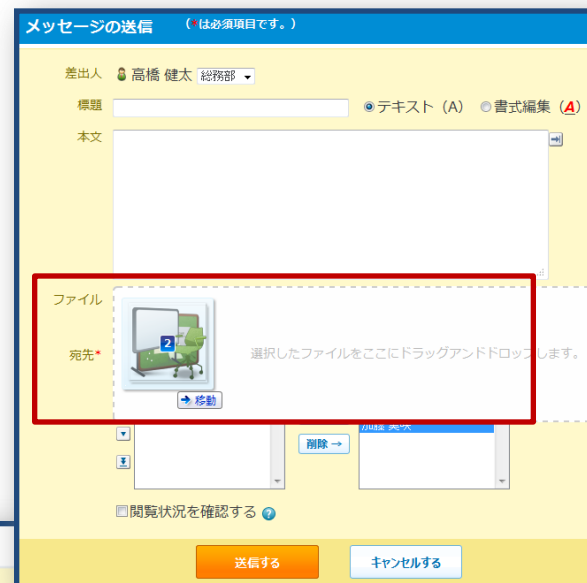 メッセージの送信 (*は必須項目です。)
差出人 高橋 健太 総務部
標題 テキスト (A) 書式編集 (A)
本文
ファイル
2
宛先* 選択したファイルをここにドラッグアンドドロップします。
移動
加藤 美咲
削除→
閲覧状況を確認する ?
送信する キャンセルする